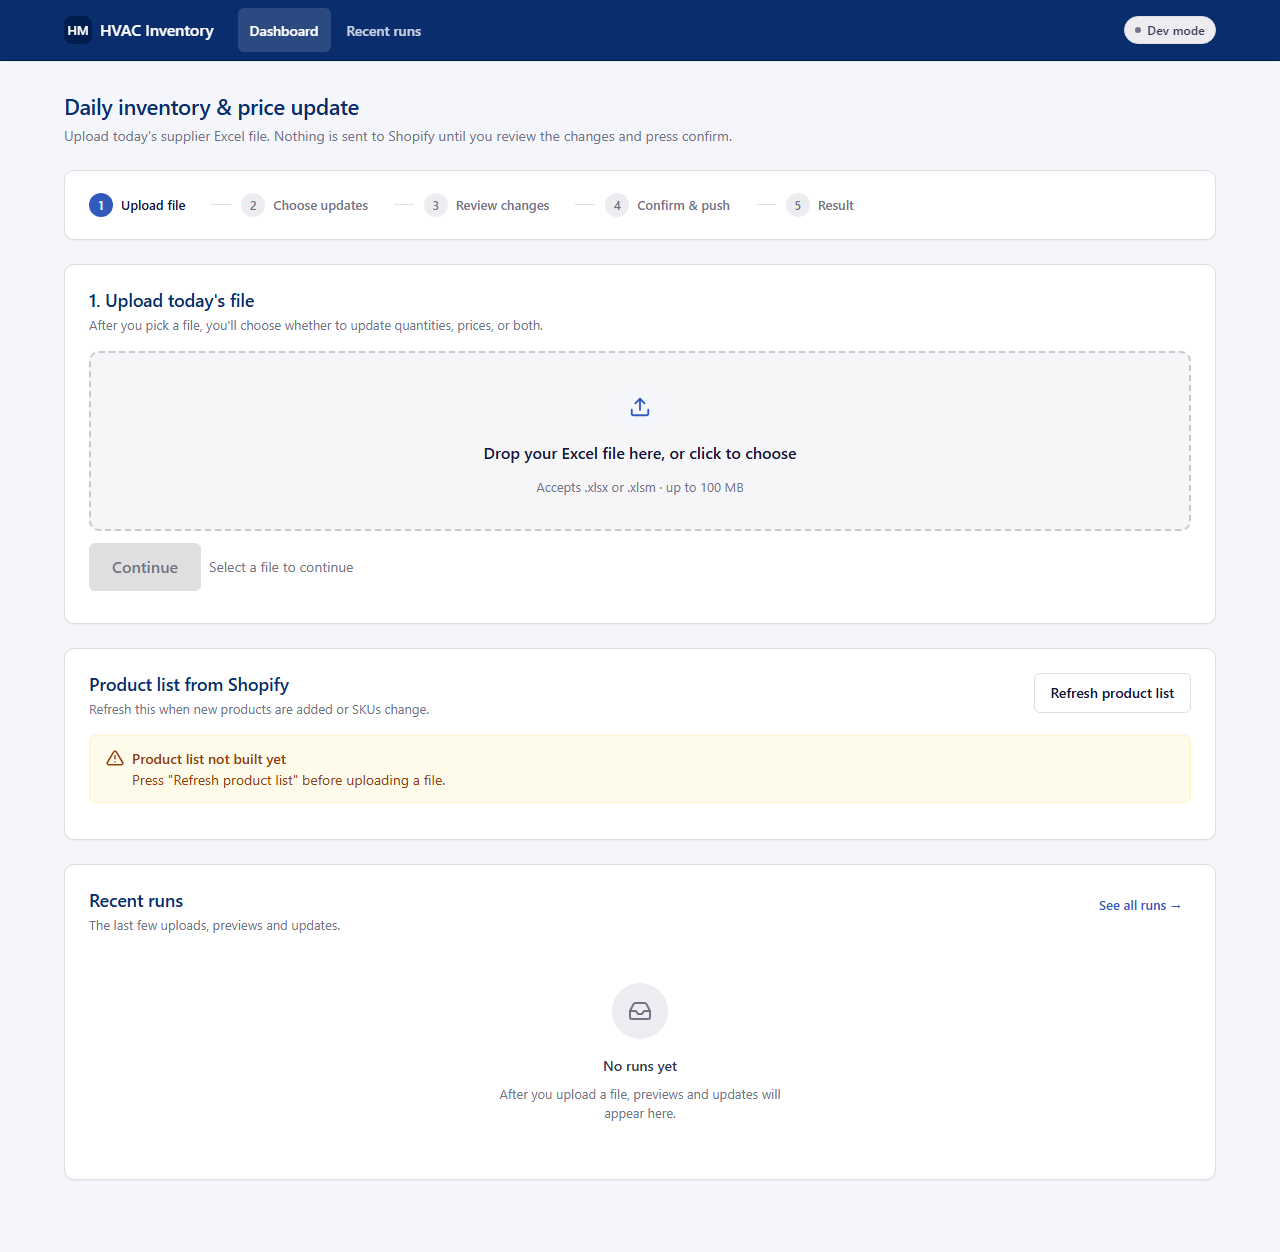 HM HVAC Inventory Dashboard Recent runs Dev mode
Daily inventory & price update
Upload today's supplier Excel file. Nothing is sent to Shopify until you review the changes and press confirm.
1 Upload file 2 Choose updates 3 Review changes 4 Confirm & push 5 Result
1. Upload today's file
After you pick a file, you'll choose whether to update quantities, prices, or both.
Drop your Excel file here, or click to choose
Accepts .xlsx or .xlsm · up to 100 MB
Continue Select a file to continue
Product list from Shopify
Refresh this when new products are added or SKUs change.
Refresh product list
Product list not built yet
Press "Refresh product list" before uploading a file.
Recent runs
The last few uploads, previews and updates.
See all runs →
No runs yet
After you upload a file, previews and updates will
appear here.